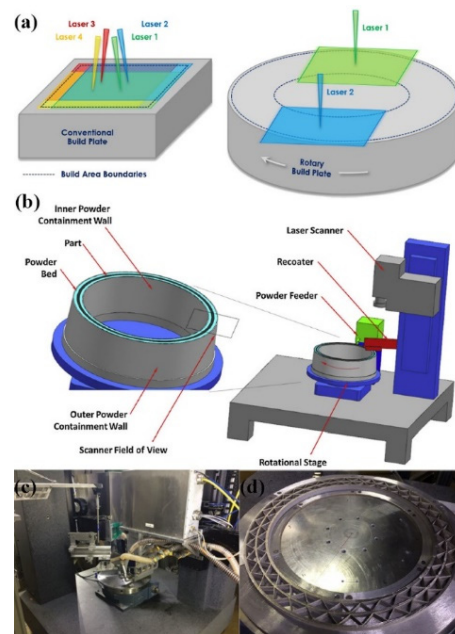 (a)
Laser 3
Laser 2
Laser 4
Laser 1
Conventional
Build Plate
Build Area Boundaries
Laser 1
Laser 2
Rotary
Build Plate
(b)
Inner Powder
Containment Wall
Part
Powder
Bed
Outer Powder
Containment Wall
Scanner Field of View
Laser Scanner
Recoater
Powder Feeder
Rotational Stage
(c)
(d)